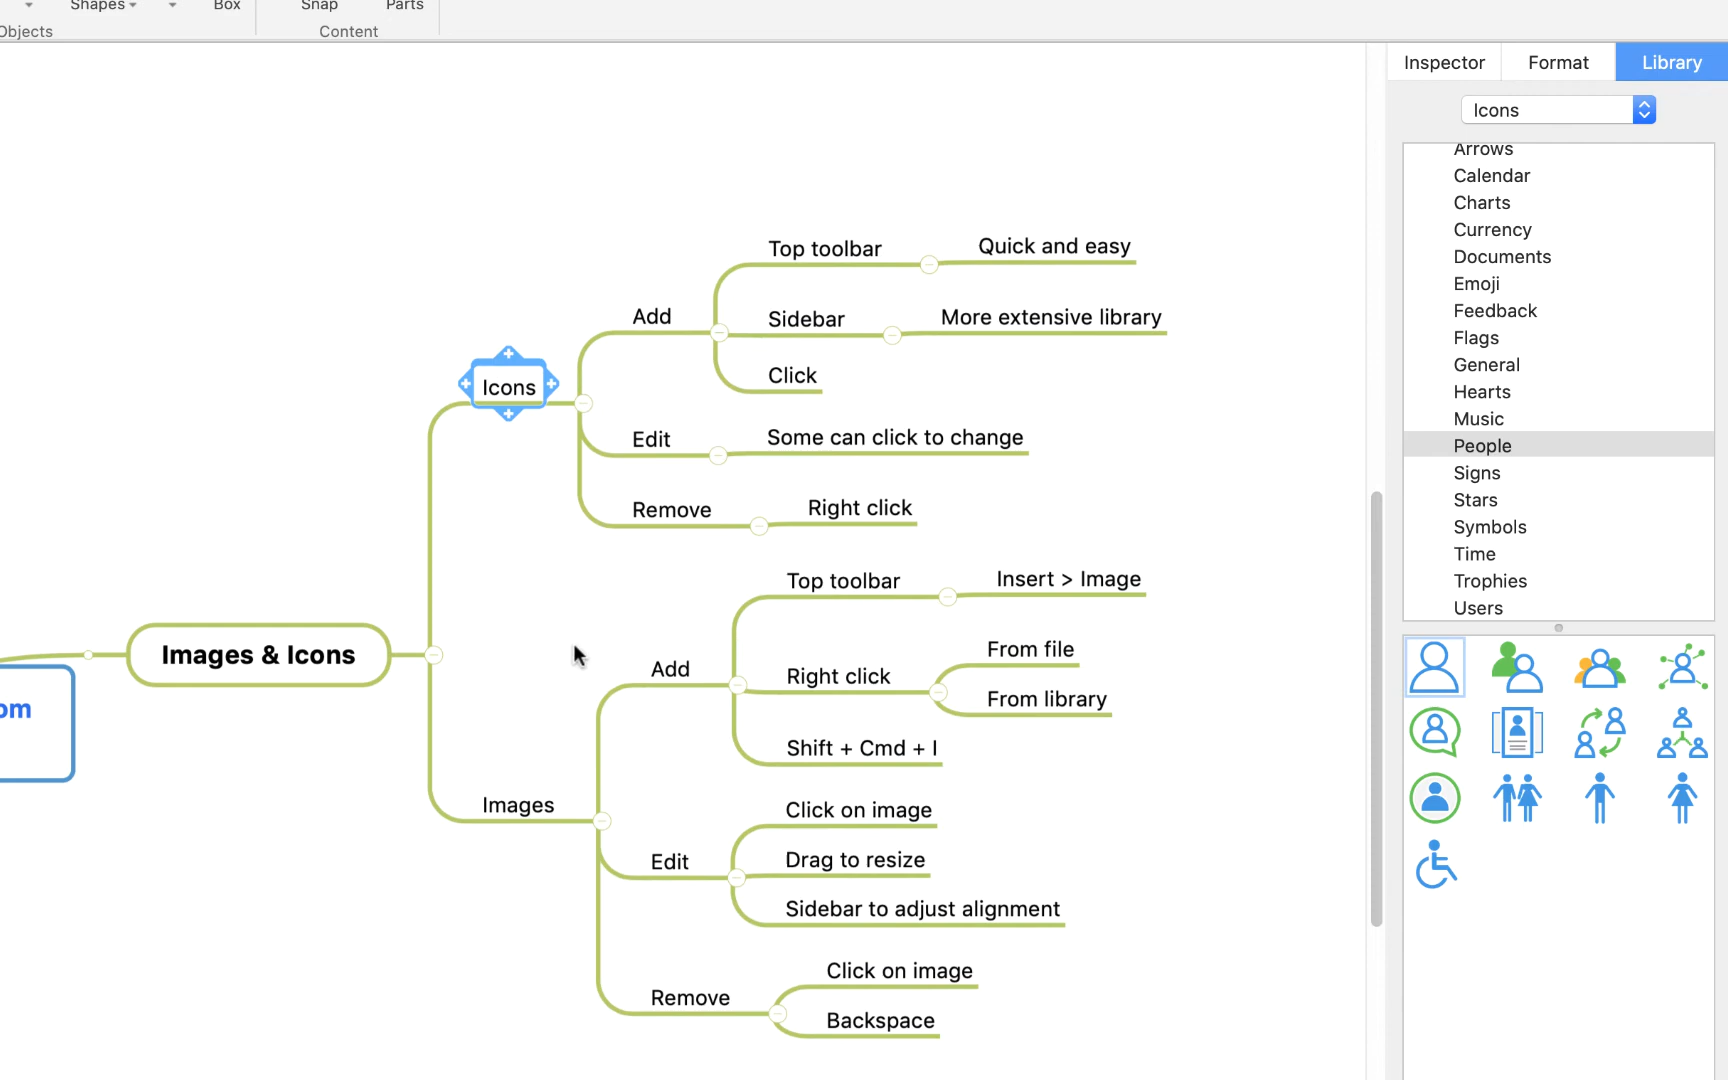 Shapes
Box
Snap
Parts
Objects
Content
Inspector
Format
Library
Icons
Arrows
Calendar
Charts
Currency
Documents
Emoji
Feedback
Flags
General
Hearts
Music
People
Signs
Stars
Symbols
Time
Trophies
Users
Images & Icons
om
Icons
Add
Top toolbar
Quick and easy
Sidebar
More extensive library
Click
Edit
Some can click to change
Remove
Right click
Images
Add
Top toolbar
Insert > Image
Right click
From file
From library
Shift + Cmd + I
Edit
Click on image
Drag to resize
Sidebar to adjust alignment
Remove
Click on image
Backspace